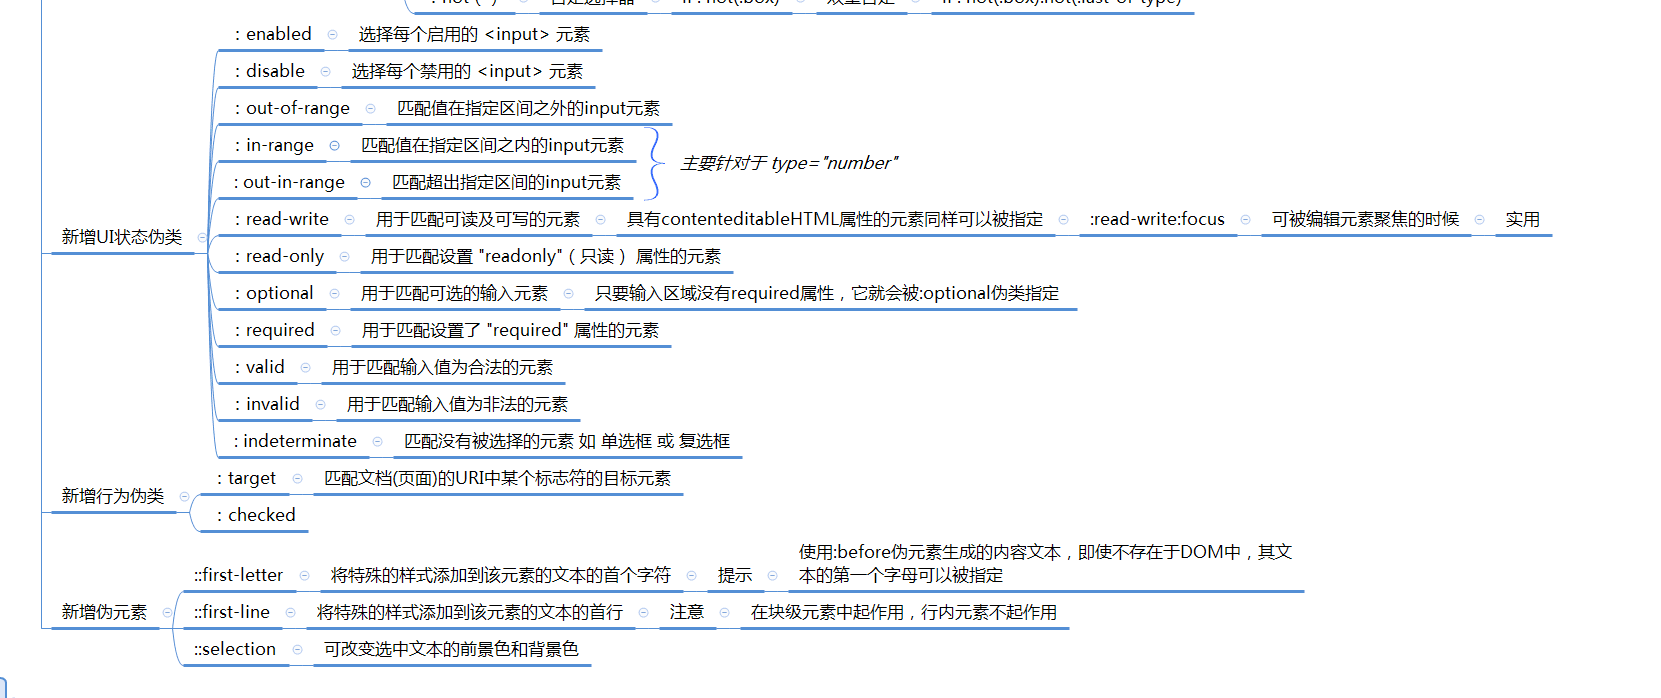 : not(.box)
: not(.box):not(:last-of-type)
: enabled 选择每个启用的 <input> 元素
: disable 选择每个禁用的 <input> 元素
: out-of-range 匹配值在指定区间之外的input元素
: in-range 匹配值在指定区间之内的input元素
主要针对于 type="number"
: out-in-range 匹配超出指定区间的input元素
: read-write 用于匹配可读及可写的元素 具有contenteditableHTML属性的元素同样可以被指定 :read-write:focus 可被编辑元素聚焦的时候 实用
新增UI状态伪类
: read-only 用于匹配设置 "readonly"（只读） 属性的元素
: optional 用于匹配可选的输入元素 只要输入区域没有required属性，它就会被:optional伪类指定
: required 用于匹配设置了 "required" 属性的元素
: valid 用于匹配输入值为合法的元素
: invalid 用于匹配输入值为非法的元素
: indeterminate 匹配没有被选择的元素 如 单选框 或 复选框
新增行为伪类
: target 匹配文档(页面)的URI中某个标志符的目标元素
: checked
新增伪元素
::first-letter 将特殊的样式添加到该元素的文本的首个字符 提示
使用:before伪元素生成的内容文本，即使不存在于DOM中，其文
本的第一个字母可以被指定
::first-line 将特殊的样式添加到该元素的文本的首行 注意 在块级元素中起作用，行内元素不起作用
::selection 可改变选中文本的前景色和背景色